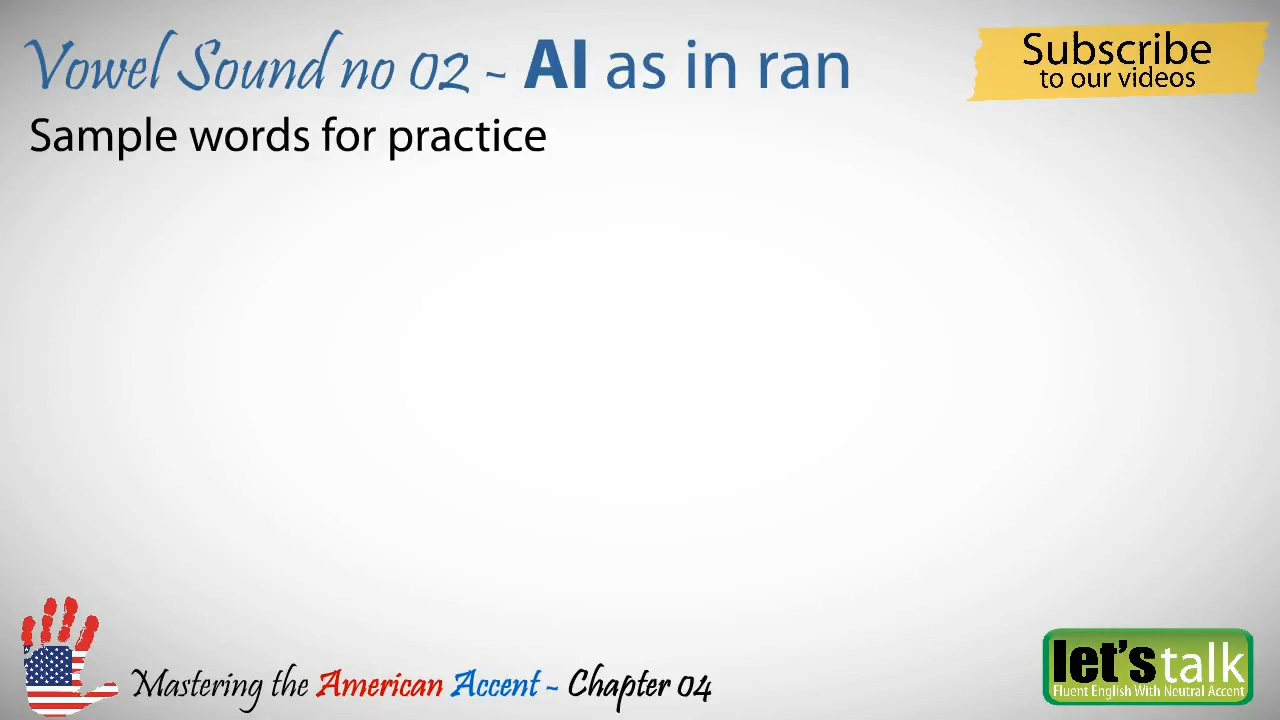 Vowel Sound no 02 - AI as in ran
Subscribe
to our videos
Sample words for practice
Mastering the American Accent - Chapter 04
let's talk
Fluent English With Neutral Accent